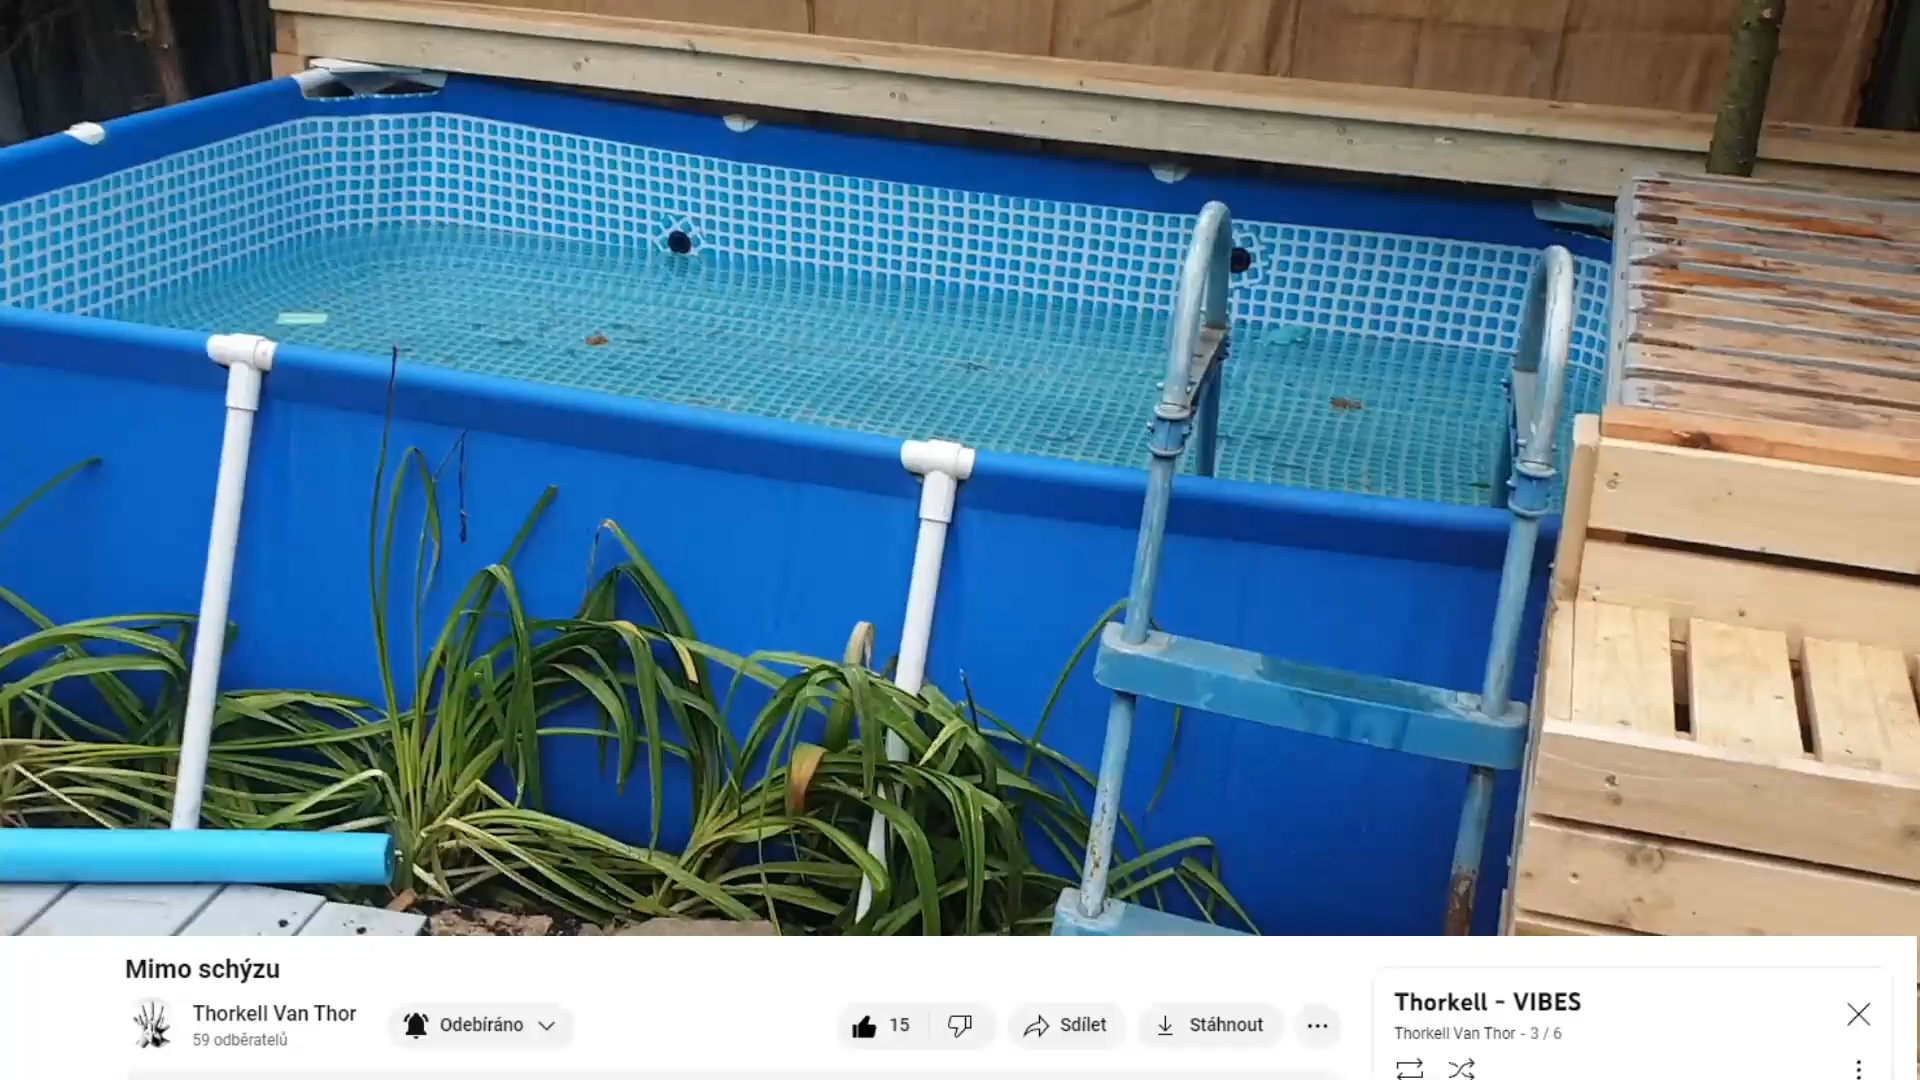 Mimo schýzu
Thorkell Van Thor
59 odběratelů
Odebíráno
15
Sdílet
Stáhnout
Thorkell - VIBES
Thorkell Van Thor - 3 / 6